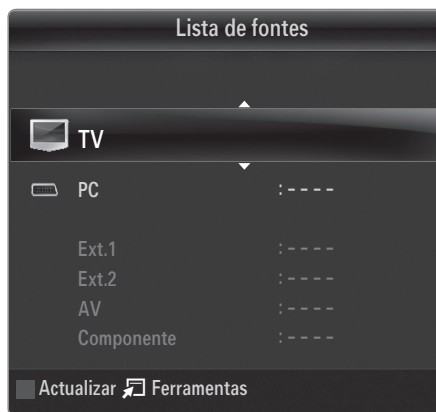 Lista de fontes
TV
PC : - - - -
Ext.1 : - - - -
Ext.2 : - - - -
AV : - - - -
Componente : - - - -
Actualizar Ferramentas